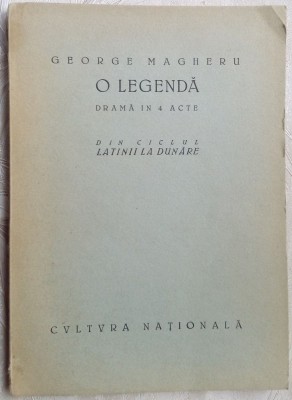 GEORGE MAGHERU
O LEGENDĂ
DRAMĂ IN 4 ACTE
DIN CICLUL
LATINII LA DUNĂRE
CVLTVRA NAȚIONALĂ